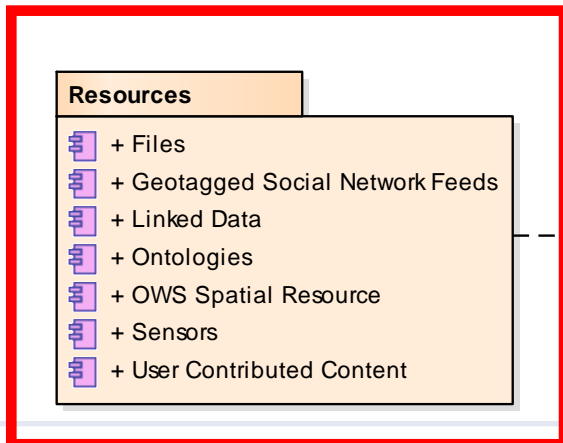 Resources
+ Files
+ Geotagged Social Network Feeds
+ Linked Data
+ Ontologies
+ OWS Spatial Resource
+ Sensors
+ User Contributed Content